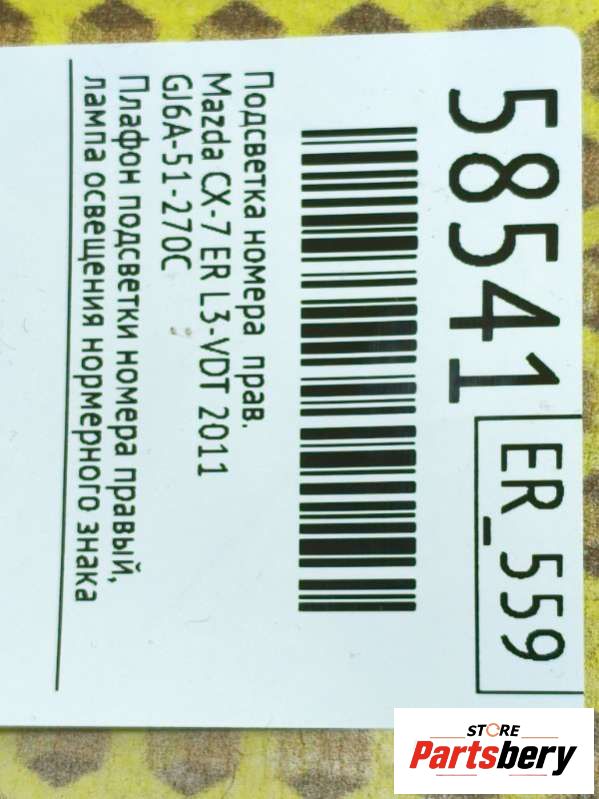 58541
ER_559
Подсветка номера прав.
Mazda CX-7 ER L3-VDT 2011
GJ6A-51-270C
Плафон подсветки номера правый,
лампа освещения нормерного знака
STORE
Partsbery